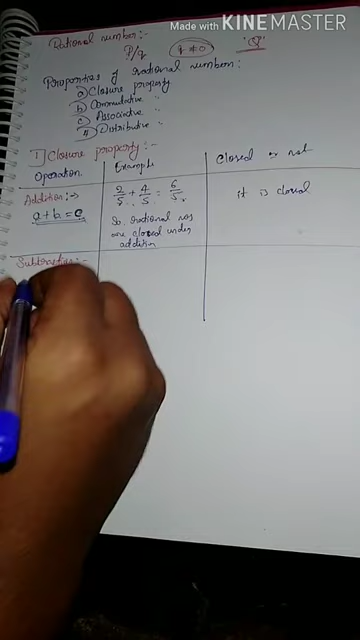 Made with KINEMASTER
Rational number:-
P/q q ≠ 0 "Q"
Properties of rational numbers:
a) Closure property
b) Commutative "
c) Associative "
d) Distributive "
1) Closure property:-
Operation Example Closed or not
Addition:→ 2/5 + 4/5 = 6/5 it is closed
a + b = c
So rational nos
are closed under
addition
Subtraction:-